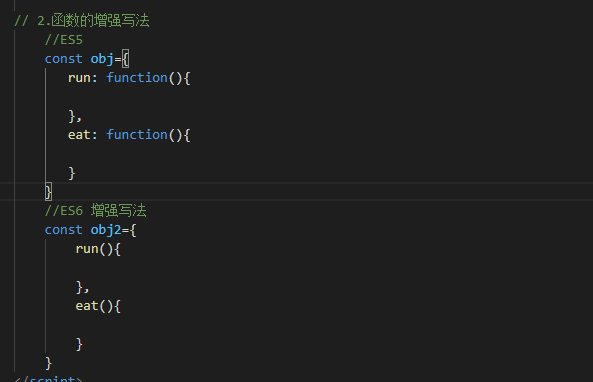 // 2.函数的增强写法
//ES5
const obj={
run: function(){
},
eat: function(){
}
}
//ES6 增强写法
const obj2={
run(){
},
eat(){
}
}
</script>